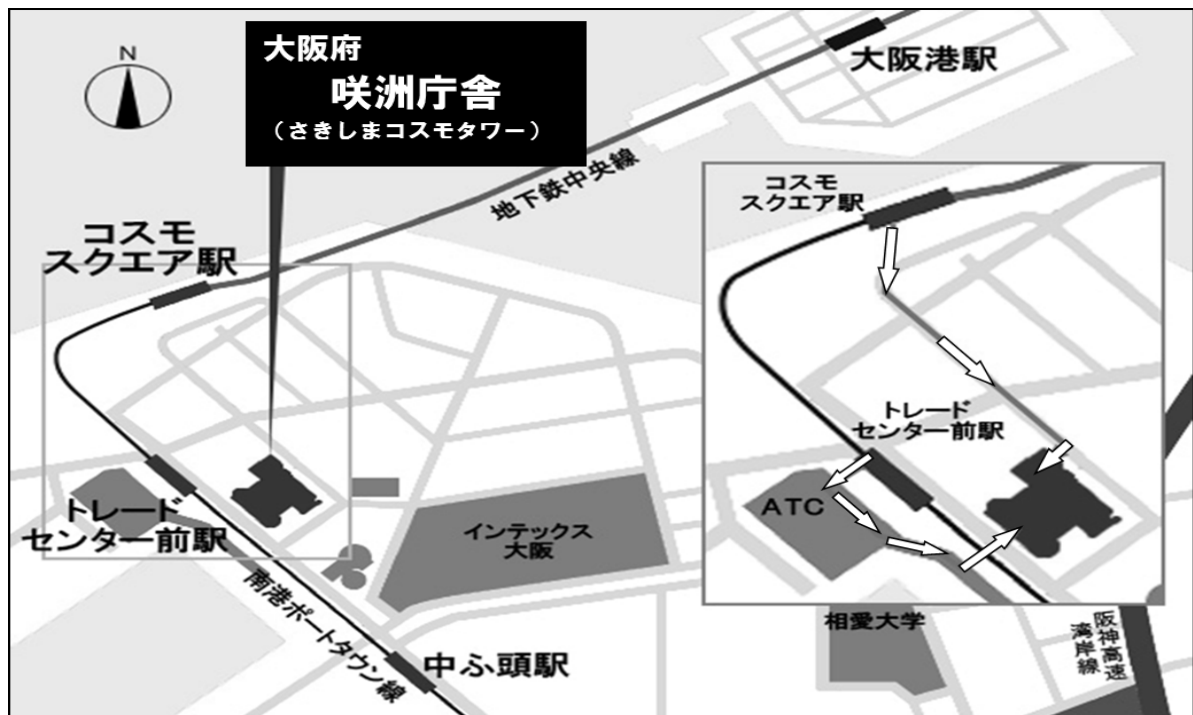 N
大阪府
咲洲庁舎
(さきしまコスモタワー)
大阪港駅
地下鉄中央線
コスモ
スクエア駅
トレード
センター前駅
インテックス
大阪
南港ポートタウン線
中ふ頭駅
コスモ
スクエア駅
トレード
センター前駅
ATC
相愛大学
阪神高速
湾岸線